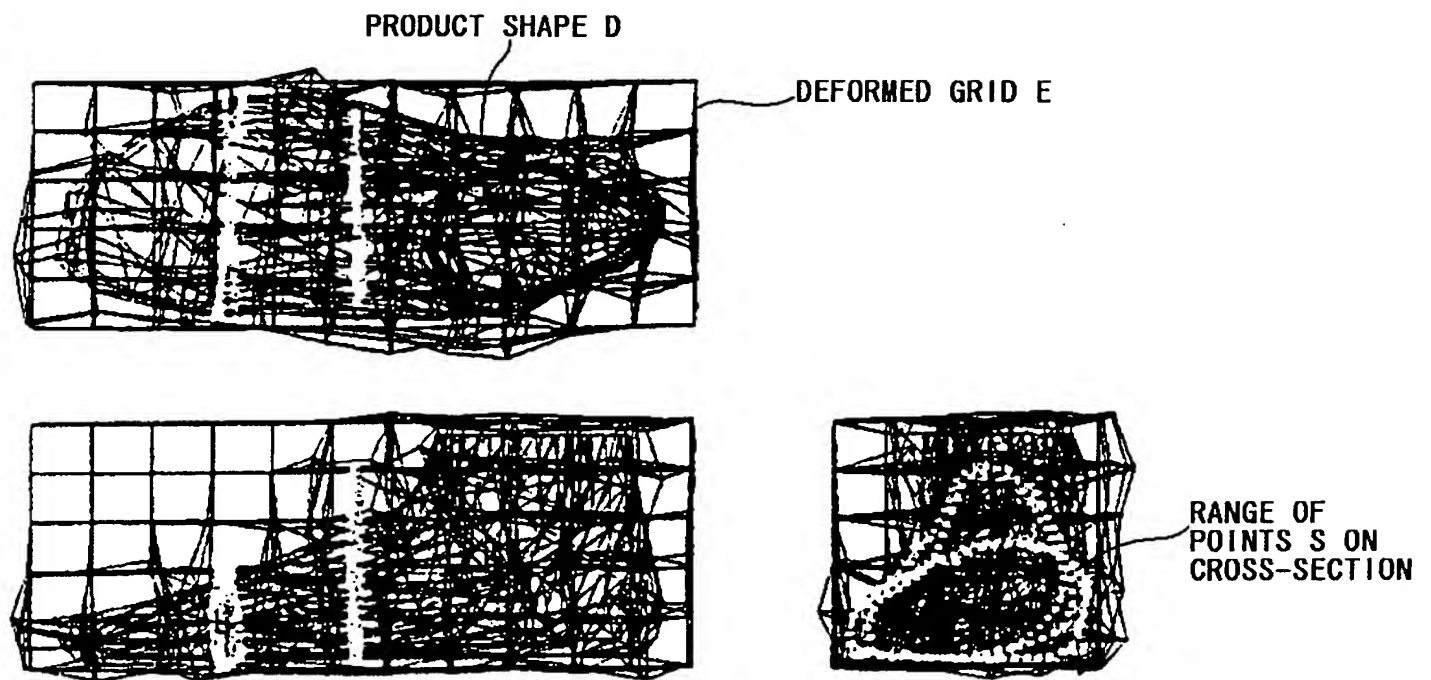 PRODUCT SHAPE D
DEFORMED GRID E
RANGE OF
POINTS S ON
CROSS-SECTION